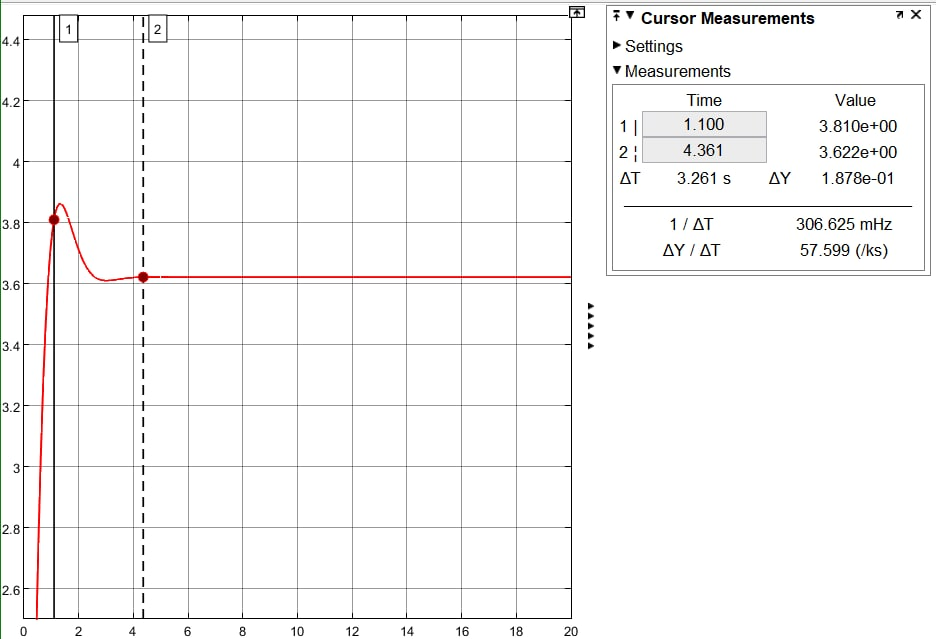 Cursor Measurements
Settings
Measurements
Time Value
1 | 1.100 3.810e+00
2 ¦ 4.361 3.622e+00
ΔT 3.261 s ΔY 1.878e-01
1 / ΔT 306.625 mHz
ΔY / ΔT 57.599 (/ks)
1 2
4.4
4.2
4
3.8
3.6
3.4
3.2
3
2.8
2.6
0 2 4 6 8 10 12 14 16 18 20